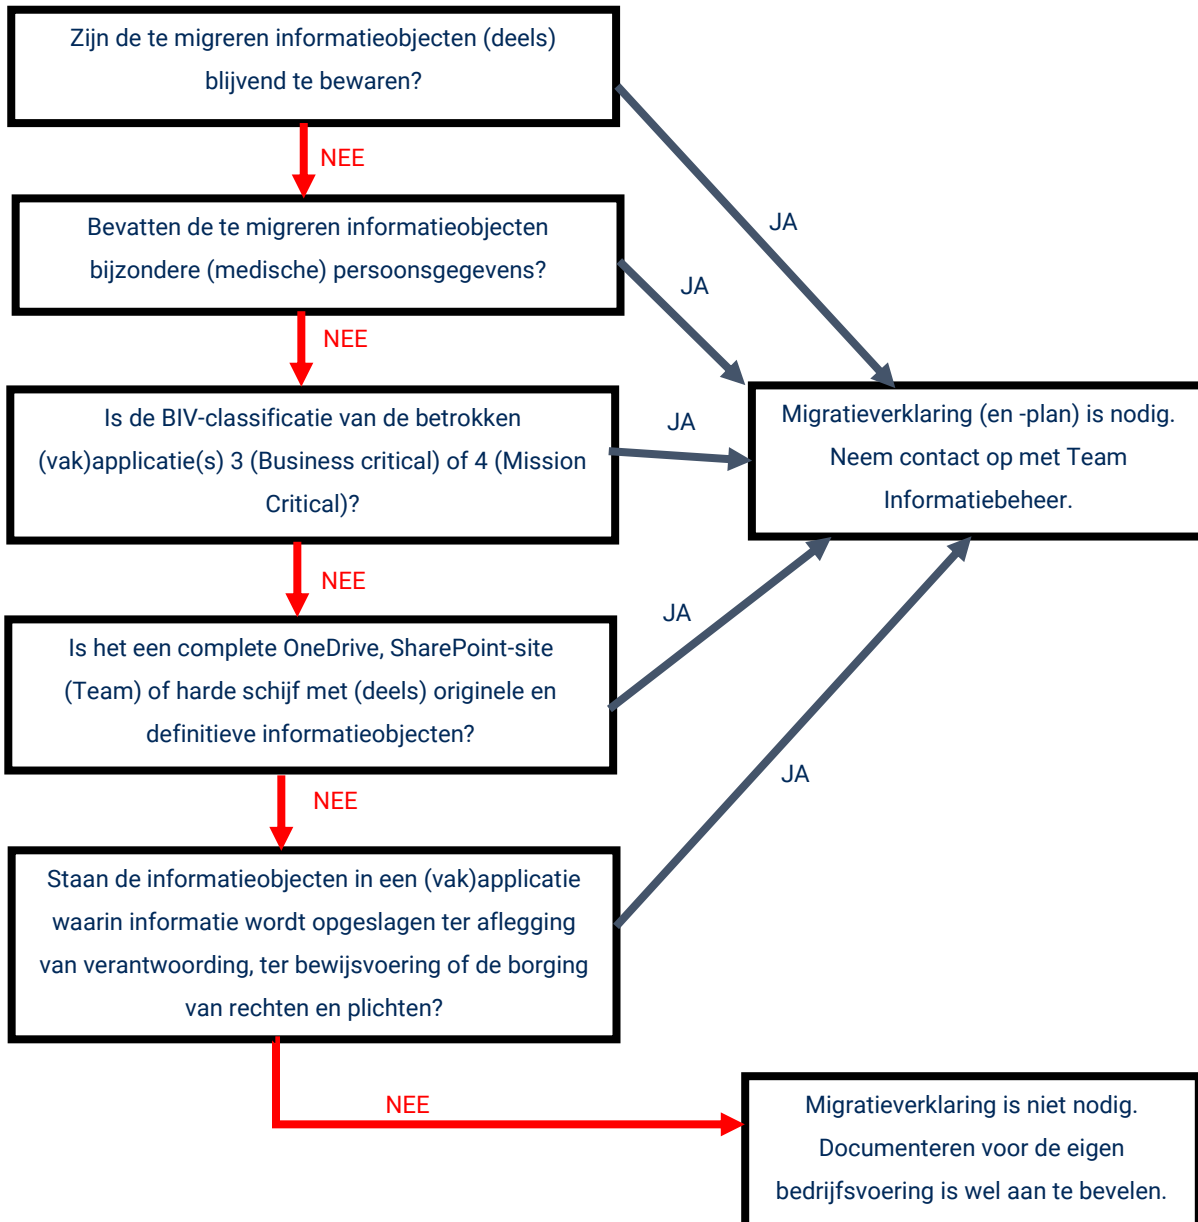 Zijn de te migreren informatieobjecten (deels)
blijvend te bewaren?
NEE
JA
Bevatten de te migreren informatieobjecten
bijzondere (medische) persoonsgegevens?
JA
NEE
Is de BIV-classificatie van de betrokken
(vak)applicatie(s) 3 (Business critical) of 4 (Mission
Critical)?
JA
Migratieverklaring (en -plan) is nodig.
Neem contact op met Team
Informatiebeheer.
NEE
JA
Is het een complete OneDrive, SharePoint-site
(Team) of harde schijf met (deels) originele en
definitieve informatieobjecten?
JA
NEE
Staan de informatieobjecten in een (vak)applicatie
waarin informatie wordt opgeslagen ter aflegging
van verantwoording, ter bewijsvoering of de borging
van rechten en plichten?
NEE
Migratieverklaring is niet nodig.
Documenteren voor de eigen
bedrijfsvoering is wel aan te bevelen.